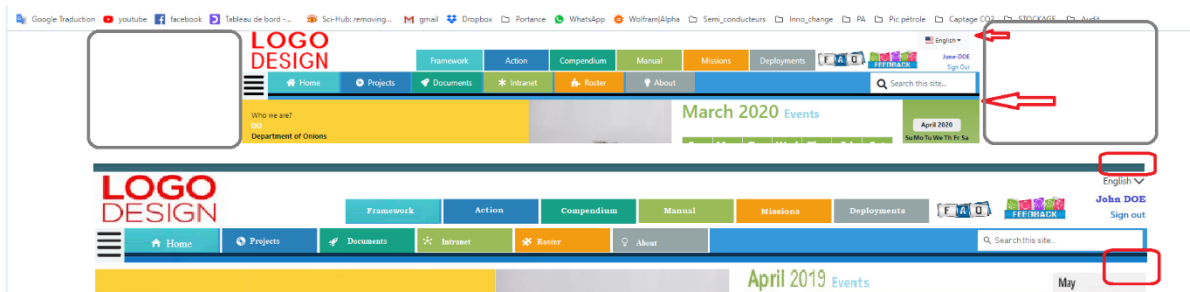 Google Traduction youtube facebook Tableau de bord -... Sci-Hub: removing... gmail Dropbox Portance WhatsApp Wolfram|Alpha Semi_conducteurs Inno_change PA Pic pétrole Captage CO2 STOCKAGE Audit
LOGO
DESIGN
English
Framework Action Compendium Manual Missions Deployments FAQ FEEDBACK
Jone DOE
Sign Out
Home Projects Documents Intranet Roster About Search this site...
Who we are?
DO
Department of Onions
March 2020 Events
April 2020
Su Mo Tu We Th Fr Sa
LOGO
DESIGN
English
Framework Action Compendium Manual Missions Deployments FAQ FEEDBACK
John DOE
Sign out
Home Projects Documents Intranet Roster About Search this site...
April 2019 Events
May